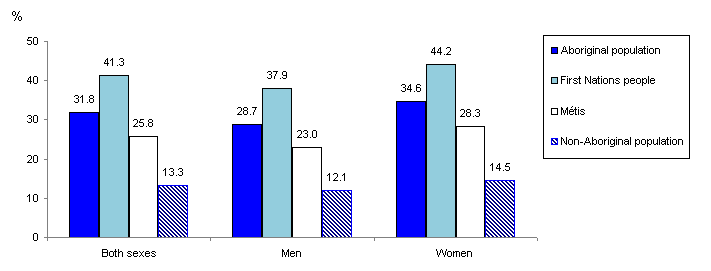 %
50
40
30
20
10
0
31.8
41.3
25.8
13.3
28.7
37.9
23.0
12.1
34.6
44.2
28.3
14.5
Both sexes
Men
Women
Aboriginal population
First Nations people
Métis
Non-Aboriginal population